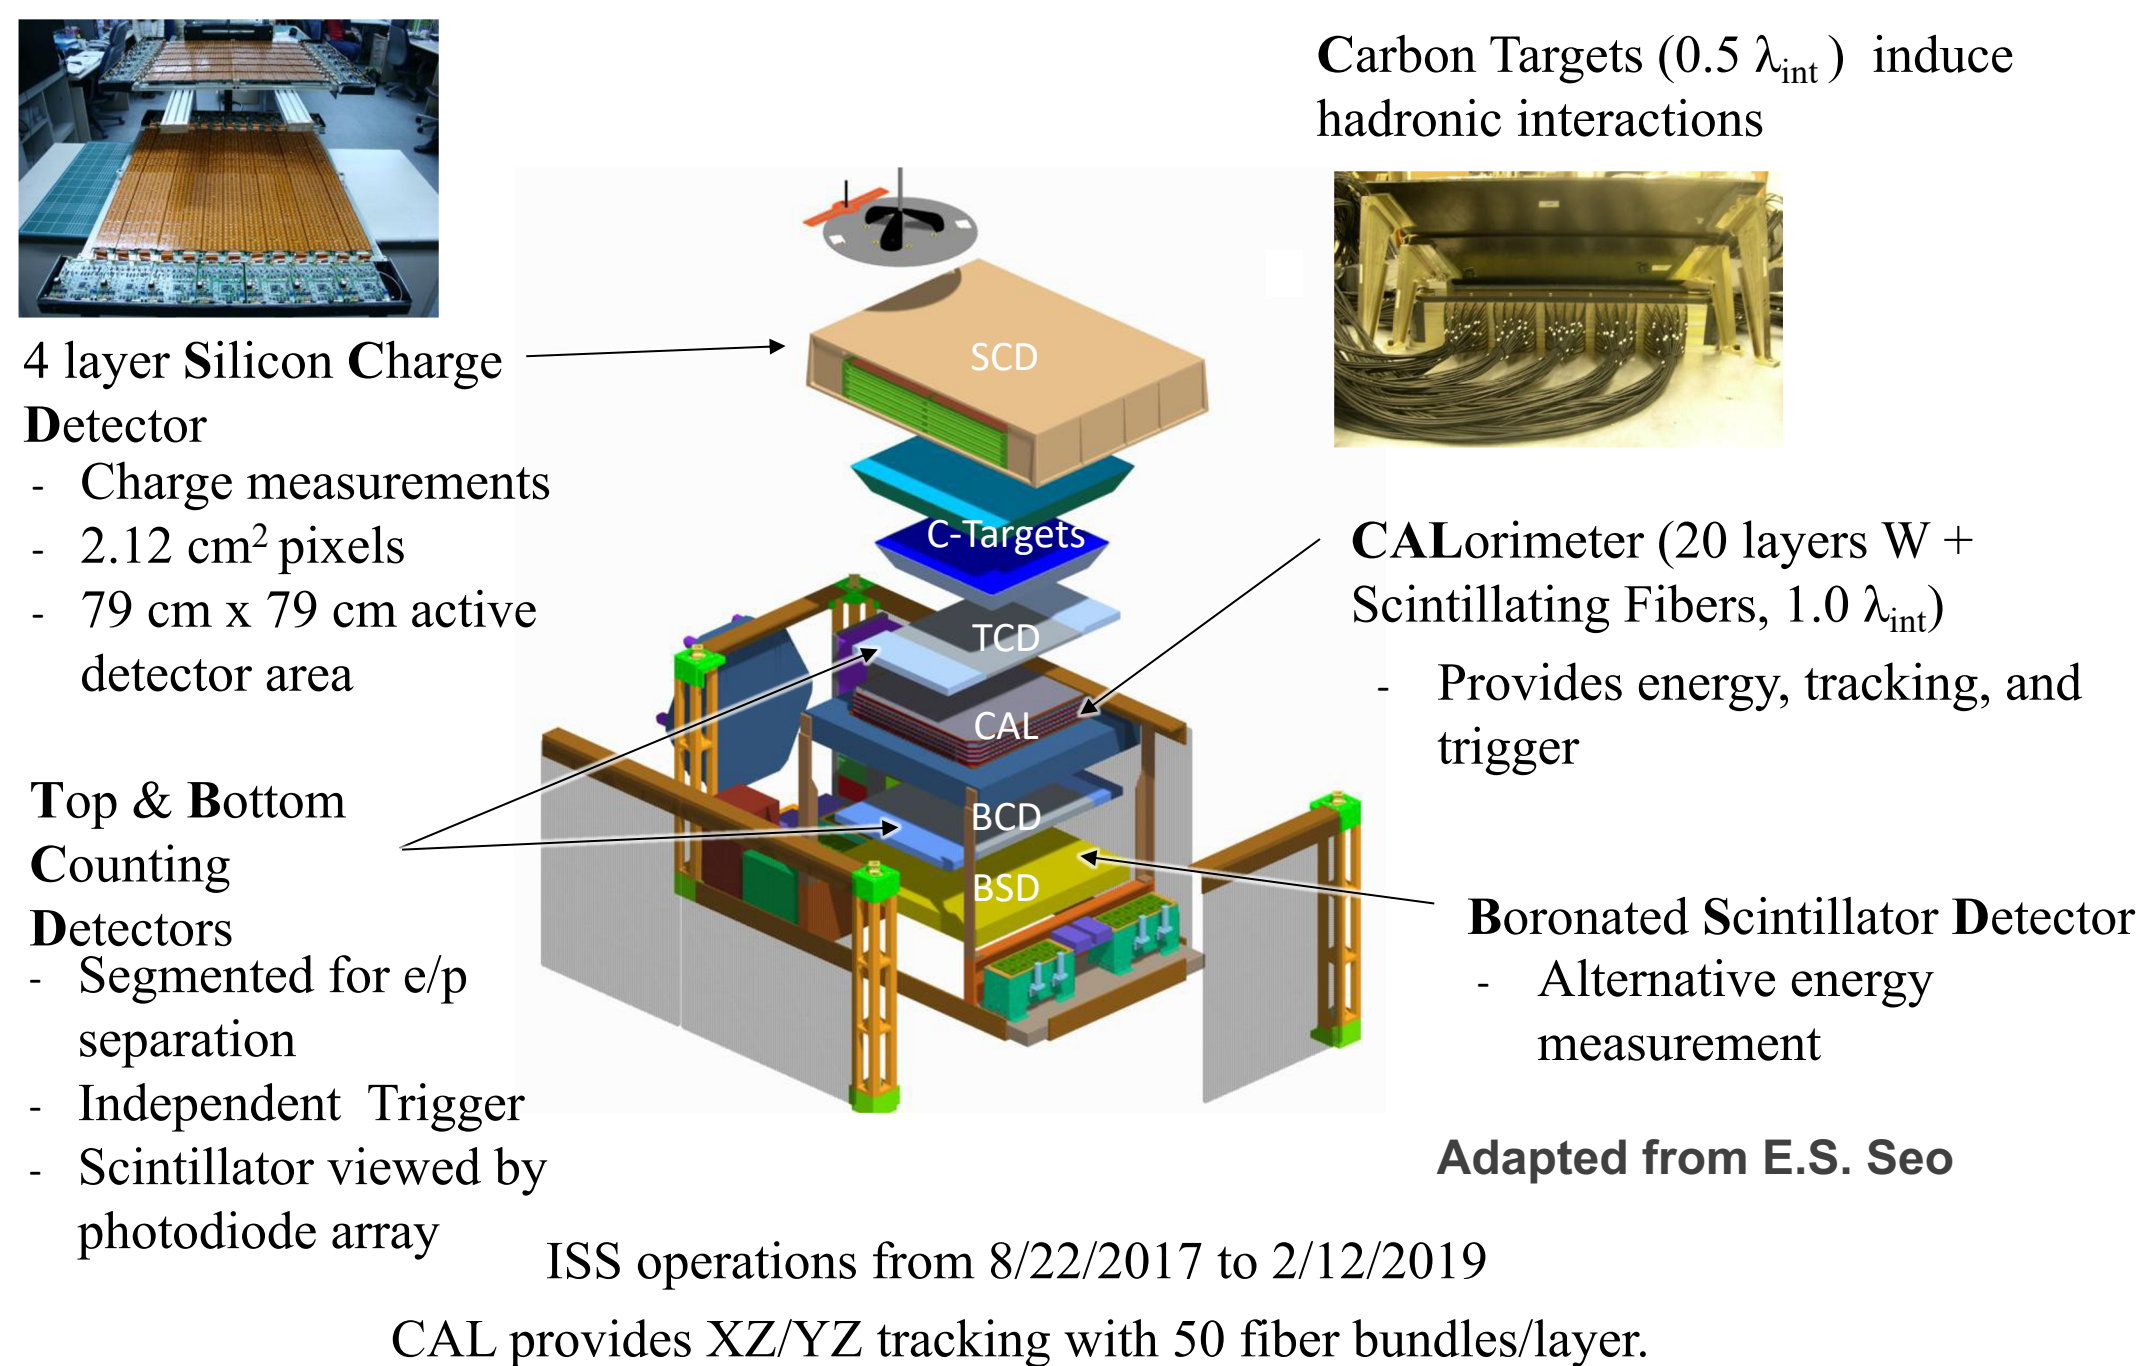 Carbon Targets (0.5 λint ) induce
hadronic interactions
4 layer Silicon Charge
Detector
- Charge measurements
- 2.12 cm2 pixels
- 79 cm x 79 cm active
detector area
Top & Bottom
Counting
Detectors
- Segmented for e/p
separation
- Independent Trigger
- Scintillator viewed by
photodiode array
SCD
C-Targets
TCD
CAL
BCD
BSD
CALorimeter (20 layers W +
Scintillating Fibers, 1.0 λint)
- Provides energy, tracking, and
trigger
Boronated Scintillator Detector
- Alternative energy
measurement
Adapted from E.S. Seo
ISS operations from 8/22/2017 to 2/12/2019
CAL provides XZ/YZ tracking with 50 fiber bundles/layer.